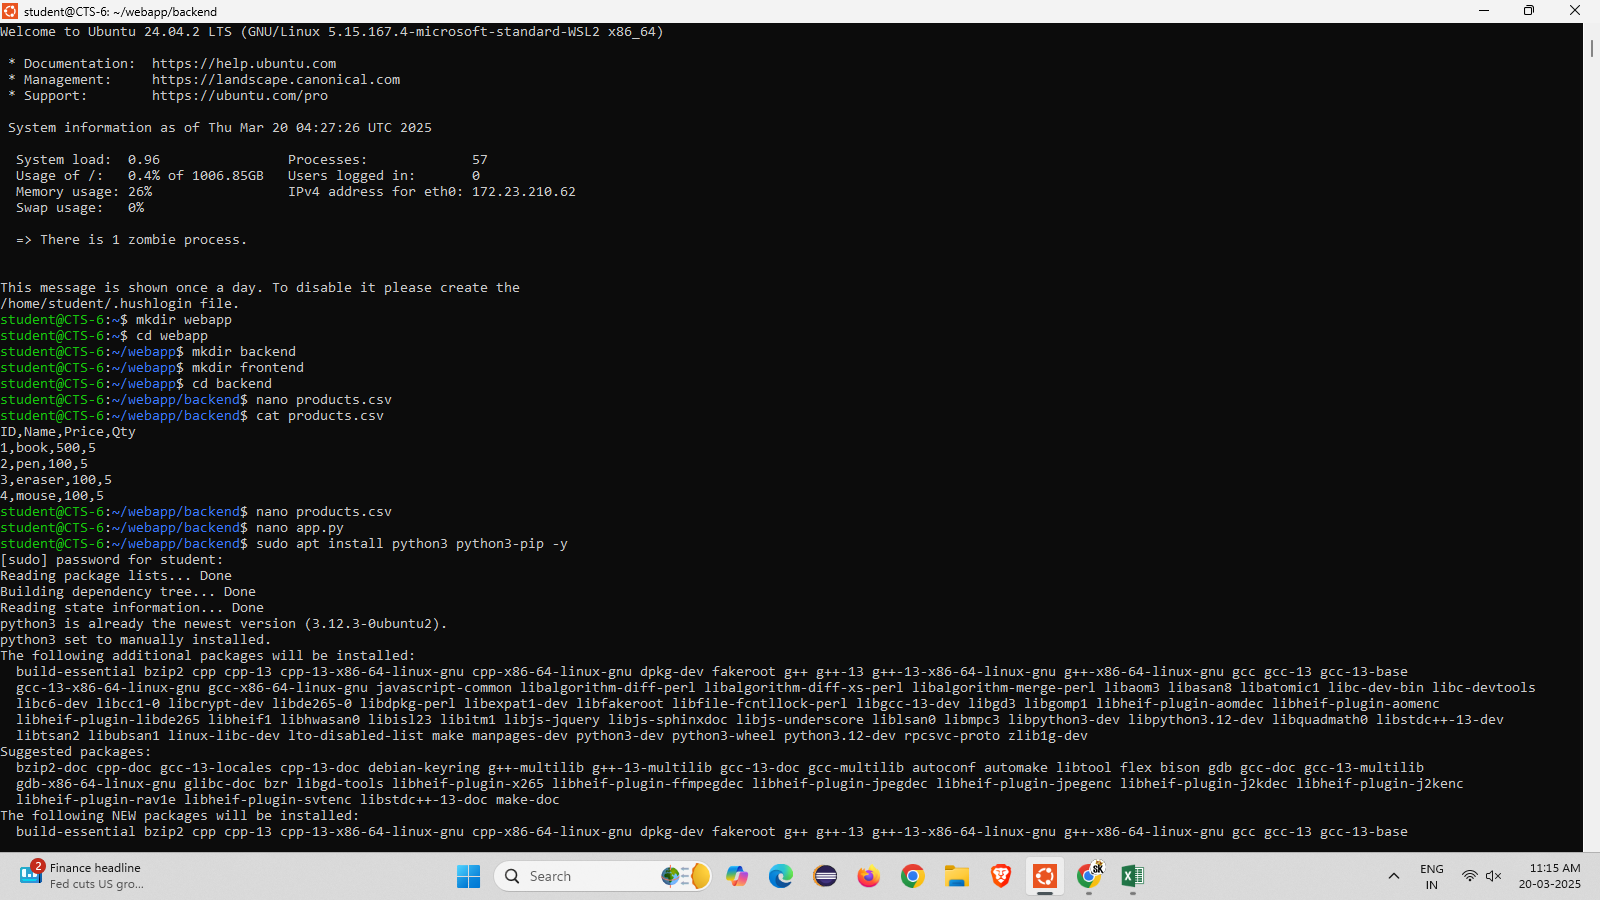 student@CTS-6: ~/webapp/backend
Welcome to Ubuntu 24.04.2 LTS (GNU/Linux 5.15.167.4-microsoft-standard-WSL2 x86_64)
* Documentation:  https://help.ubuntu.com
* Management:     https://landscape.canonical.com
* Support:        https://ubuntu.com/pro
System information as of Thu Mar 20 04:27:26 UTC 2025
System load:  0.96                Processes:             57
Usage of /:   0.4% of 1006.85GB   Users logged in:       0
Memory usage: 26%                 IPv4 address for eth0: 172.23.210.62
Swap usage:   0%
=> There is 1 zombie process.
This message is shown once a day. To disable it please create the
/home/student/.hushlogin file.
student@CTS-6:~$ mkdir webapp
student@CTS-6:~$ cd webapp
student@CTS-6:~/webapp$ mkdir backend
student@CTS-6:~/webapp$ mkdir frontend
student@CTS-6:~/webapp$ cd backend
student@CTS-6:~/webapp/backend$ nano products.csv
student@CTS-6:~/webapp/backend$ cat products.csv
ID,Name,Price,Qty
1,book,500,5
2,pen,100,5
3,eraser,100,5
4,mouse,100,5
student@CTS-6:~/webapp/backend$ nano products.csv
student@CTS-6:~/webapp/backend$ nano app.py
student@CTS-6:~/webapp/backend$ sudo apt install python3 python3-pip -y
[sudo] password for student:
Reading package lists... Done
Building dependency tree... Done
Reading state information... Done
python3 is already the newest version (3.12.3-0ubuntu2).
python3 set to manually installed.
The following additional packages will be installed:
build-essential bzip2 cpp cpp-13 cpp-13-x86-64-linux-gnu cpp-x86-64-linux-gnu dpkg-dev fakeroot g++ g++-13 g++-13-x86-64-linux-gnu g++-x86-64-linux-gnu gcc gcc-13 gcc-13-base
gcc-13-x86-64-linux-gnu gcc-x86-64-linux-gnu javascript-common libalgorithm-diff-perl libalgorithm-diff-xs-perl libalgorithm-merge-perl libaom3 libasan8 libatomic1 libc-dev-bin libc-devtools
libc6-dev libcc1-0 libcrypt-dev libde265-0 libdpkg-perl libexpat1-dev libfakeroot libfile-fcntllock-perl libgcc-13-dev libgd3 libgomp1 libheif-plugin-aomdec libheif-plugin-aomenc
libheif-plugin-libde265 libheif1 libhwasan0 libisl23 libitm1 libjs-jquery libjs-sphinxdoc libjs-underscore liblsan0 libmpc3 libpython3-dev libpython3.12-dev libquadmath0 libstdc++-13-dev
libtsan2 libubsan1 linux-libc-dev lto-disabled-list make manpages-dev python3-dev python3-wheel python3.12-dev rpcsvc-proto zlib1g-dev
Suggested packages:
bzip2-doc cpp-doc gcc-13-locales cpp-13-doc debian-keyring g++-multilib g++-13-multilib gcc-13-doc gcc-multilib autoconf automake libtool flex bison gdb gcc-doc gcc-13-multilib
gdb-x86-64-linux-gnu glibc-doc bzr libgd-tools libheif-plugin-x265 libheif-plugin-ffmpegdec libheif-plugin-jpegdec libheif-plugin-jpegenc libheif-plugin-j2kdec libheif-plugin-j2kenc
libheif-plugin-rav1e libheif-plugin-svtenc libstdc++-13-doc make-doc
The following NEW packages will be installed:
build-essential bzip2 cpp cpp-13 cpp-13-x86-64-linux-gnu cpp-x86-64-linux-gnu dpkg-dev fakeroot g++ g++-13 g++-13-x86-64-linux-gnu g++-x86-64-linux-gnu gcc gcc-13 gcc-13-base
2
Finance headline
Fed cuts US gro...
Search
SK
ENG
IN
11:15 AM
20-03-2025